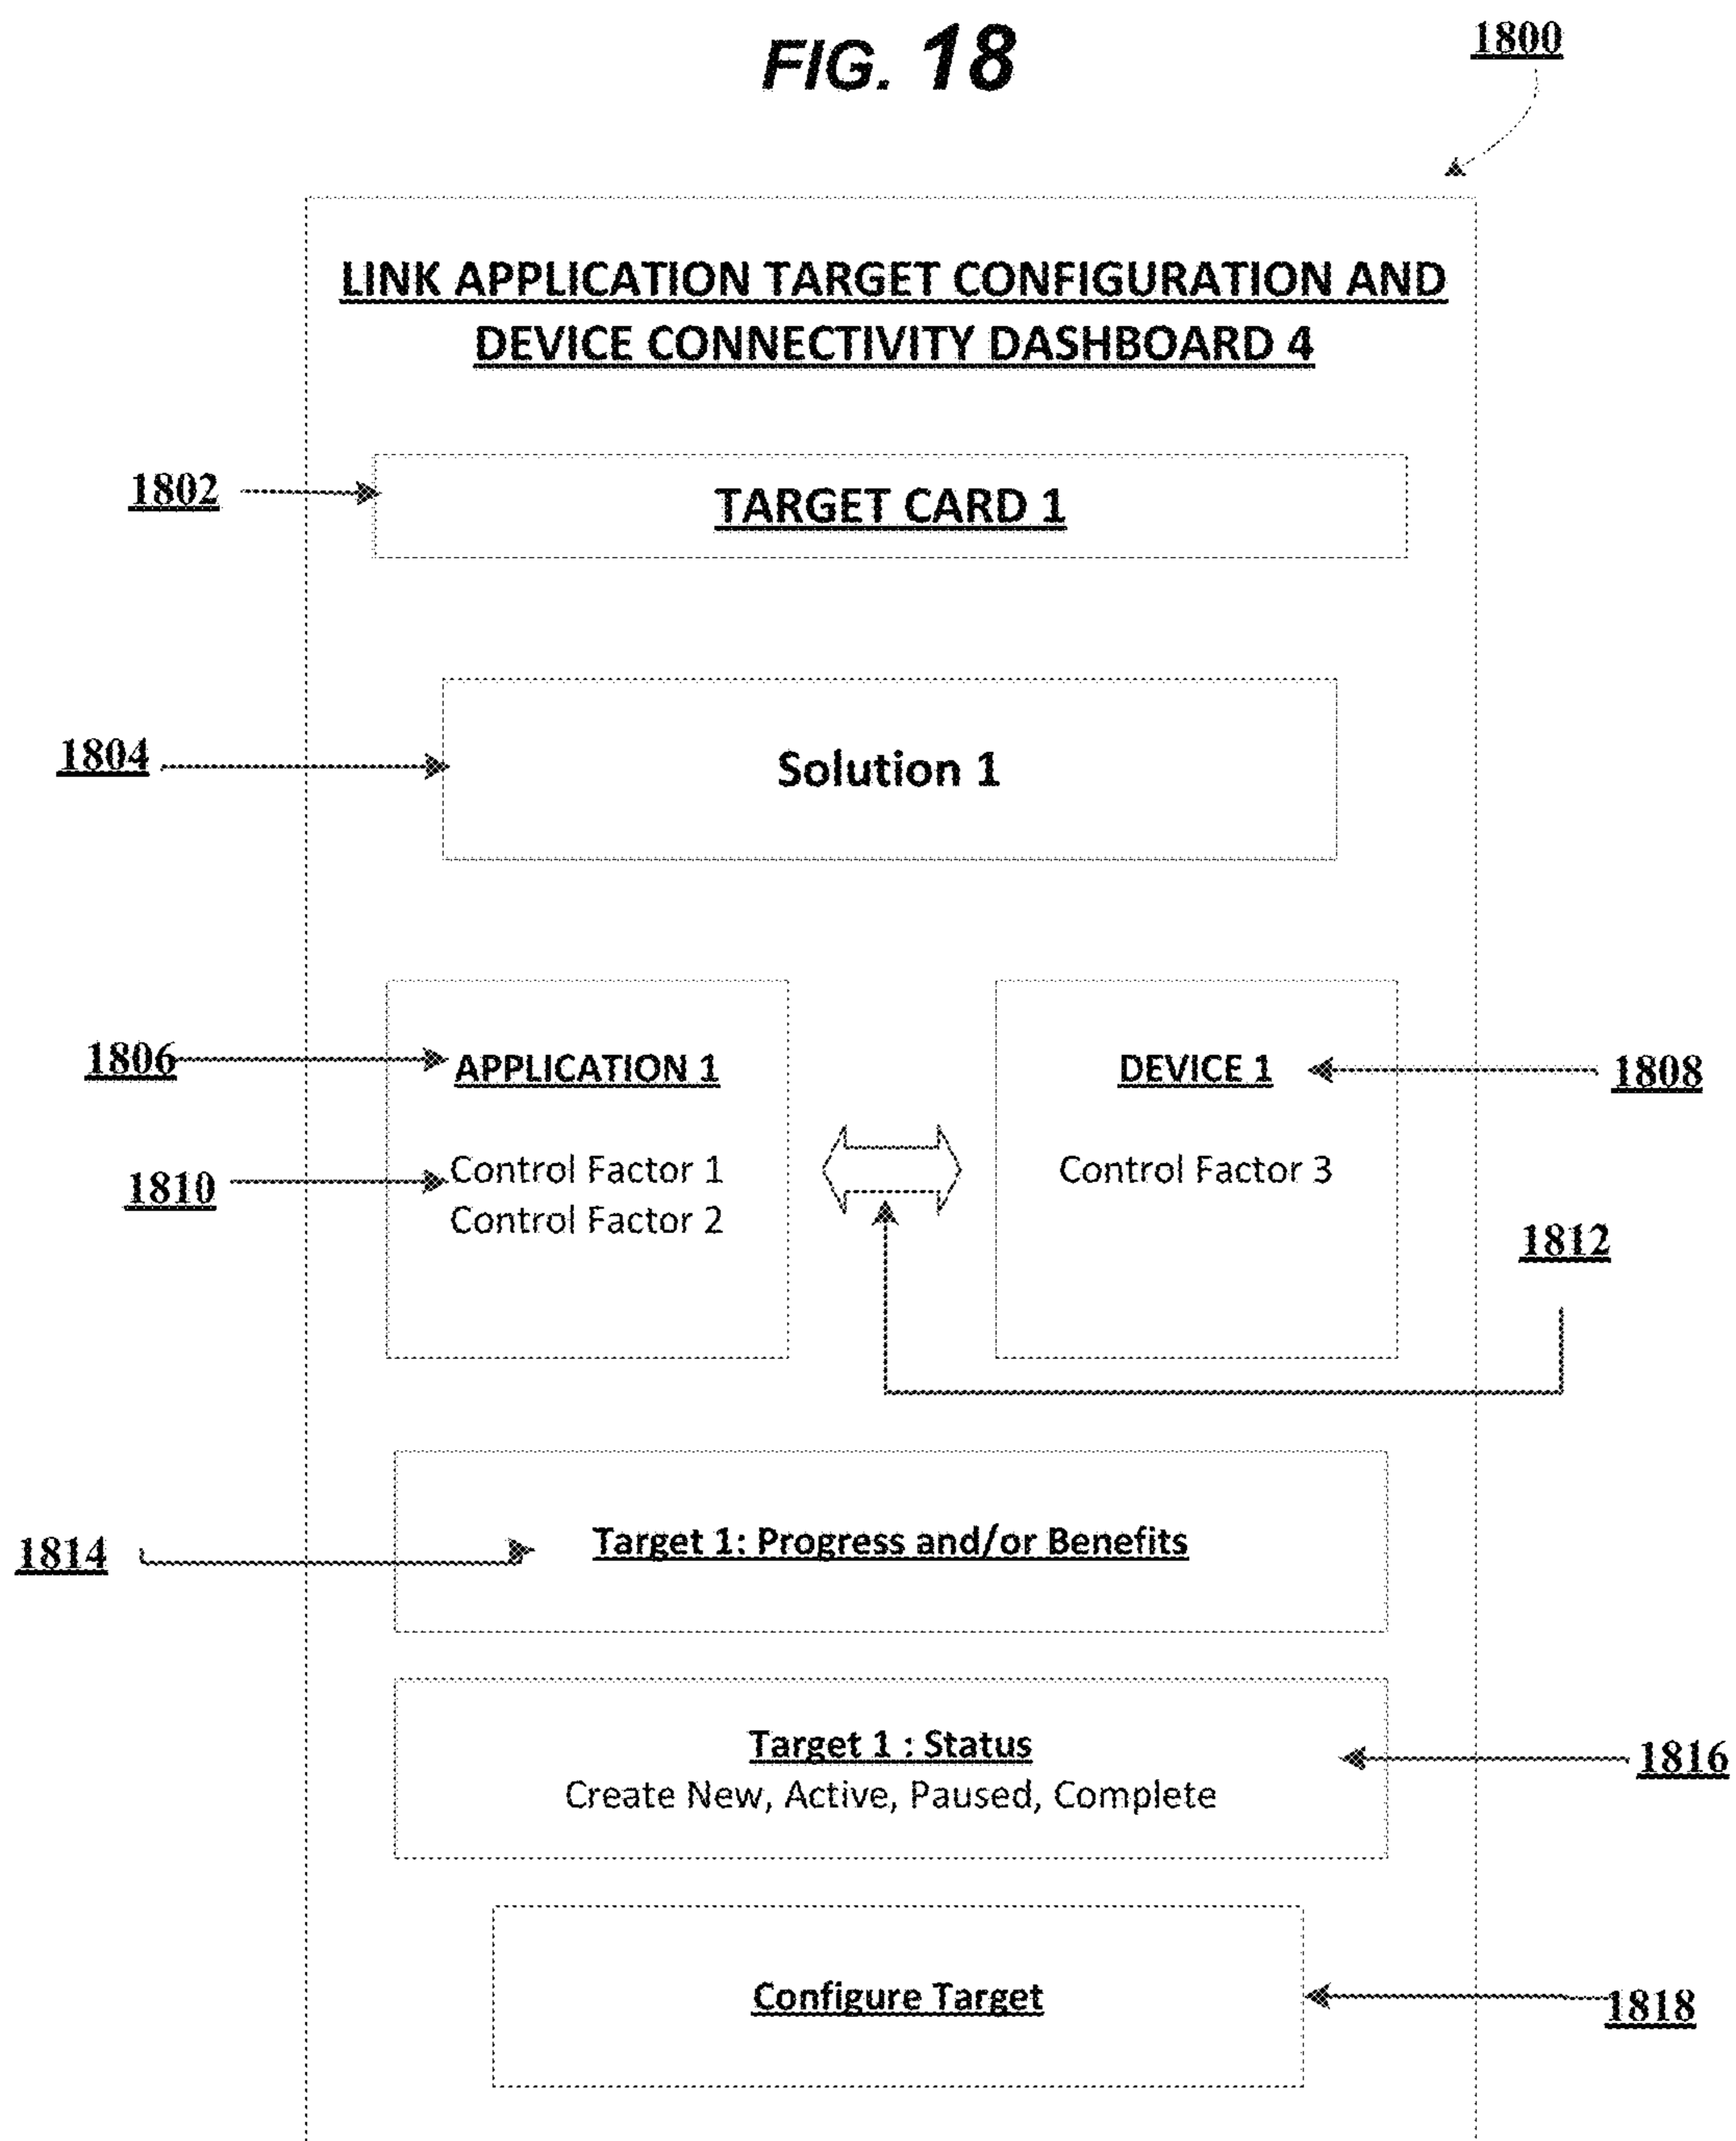 FIG. 18
1800
LINK APPLICATION TARGET CONFIGURATION AND
DEVICE CONNECTIVITY DASHBOARD 4
1802
TARGET CARD 1
1804
Solution 1
1806
APPLICATION 1
DEVICE 1
1808
1810
Control Factor 1
Control Factor 2
Control Factor 3
1812
1814
Target 1: Progress and/or Benefits
Target 1 : Status
Create New, Active, Paused, Complete
1816
Configure Target
1818